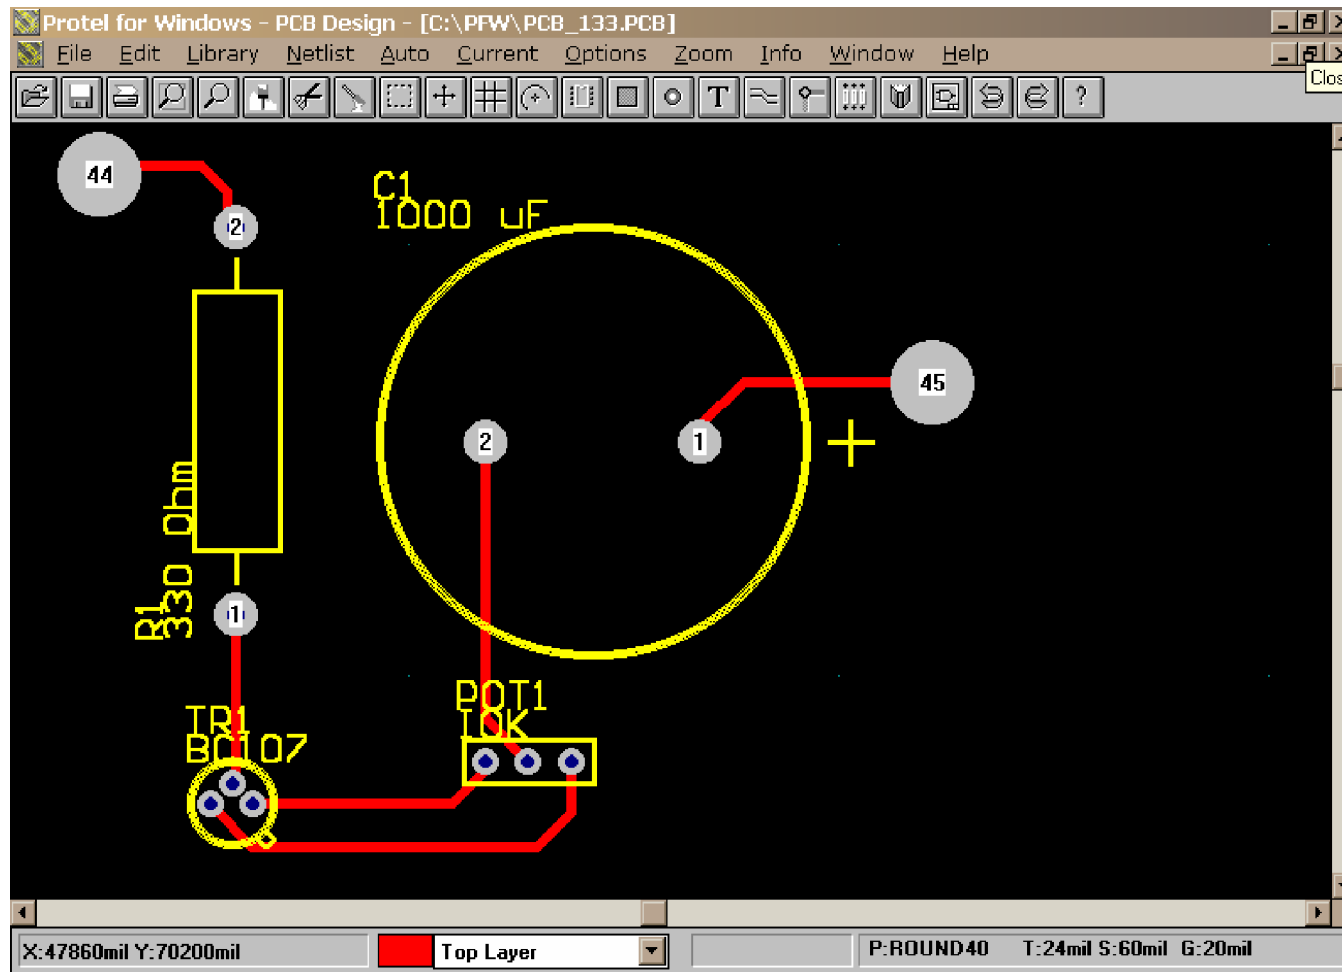 Protel for Windows - PCB Design - [C:\PFW\PCB_133.PCB]
File Edit Library Netlist Auto Current Options Zoom Info Window Help
Clos
T ?
44
2
C1
1000 uF
45
2
1
330 Ohm
R1
1
POT1
10K
TR1
BC107
X:47860mil Y:70200mil
Top Layer
P:ROUND40 T:24mil S:60mil G:20mil